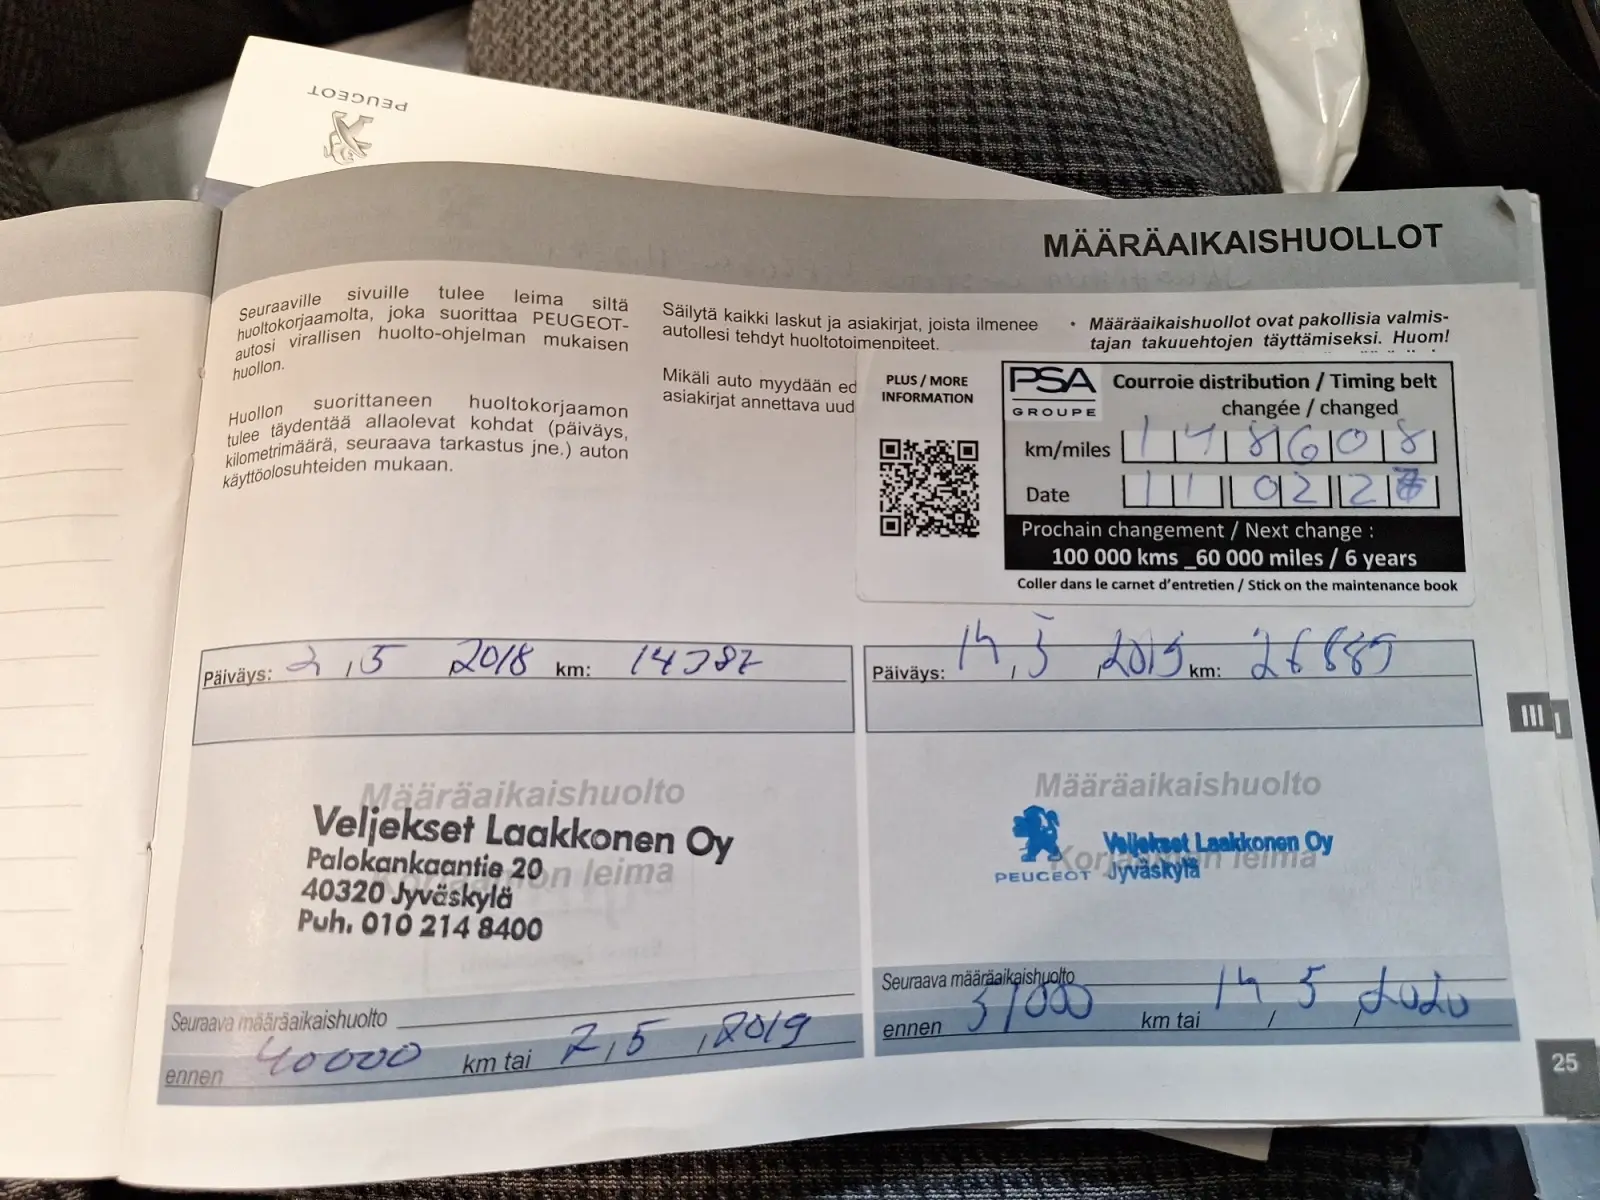 PEUGEOT
MÄÄRÄAIKAISHUOLLOT
Seuraaville sivuille tulee leima siltä
huoltokorjaamolta, joka suorittaa PEUGEOT-
autosi virallisen huolto-ohjelman mukaisen
huollon.
Huollon suorittaneen huoltokorjaamon
tulee täydentää allaolevat kohdat (päiväys,
kilometrimäärä, seuraava tarkastus jne.) auton
käyttöolosuhteiden mukaan.
Säilytä kaikki laskut ja asiakirjat, joista ilmenee
autollesi tehdyt huoltotoimenpiteet.
Mikäli auto myydään ed
asiakirjat annettava uud
• Määräaikaishuollot ovat pakollisia valmis-
tajan takuuehtojen täyttämiseksi. Huom!
PLUS / MORE
INFORMATION
PSA
GROUPE
Courroie distribution / Timing belt
changée / changed
km/miles 148608
Date 11 02 2
Prochain changement / Next change :
100 000 kms _60 000 miles / 6 years
Coller dans le carnet d'entretien / Stick on the maintenance book
Päiväys: 2,5,2018 km:
Määräaikaishuolto
Korjaamon leima
Veljekset Laakkonen Oy
Palokankaantie 20
40320 Jyväskylä
Puh. 010 214 8400
Seuraava määräaikaishuolto
ennen 40000 km tai 2,5,2019
Päiväys: 14,5,2019 km:
Määräaikaishuolto
Korjaamon leima
PEUGEOT
Veljekset Laakkonen Oy
Jyväskylä
Seuraava määräaikaishuolto
ennen 51000 km tai 14/5/2020
III
I
25